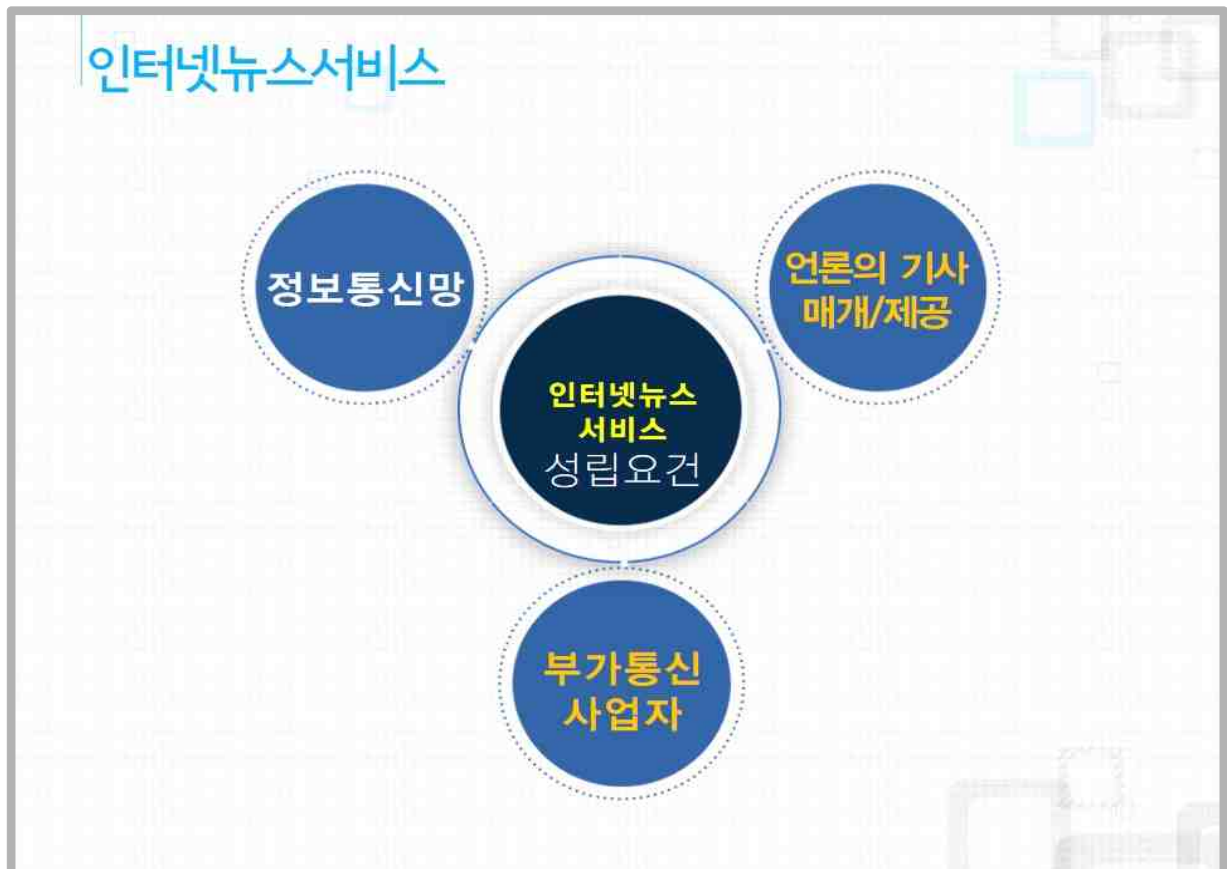 인터넷뉴스서비스
정보통신망
언론의 기사
매개/제공
인터넷뉴스
서비스
성립요건
부가통신
사업자